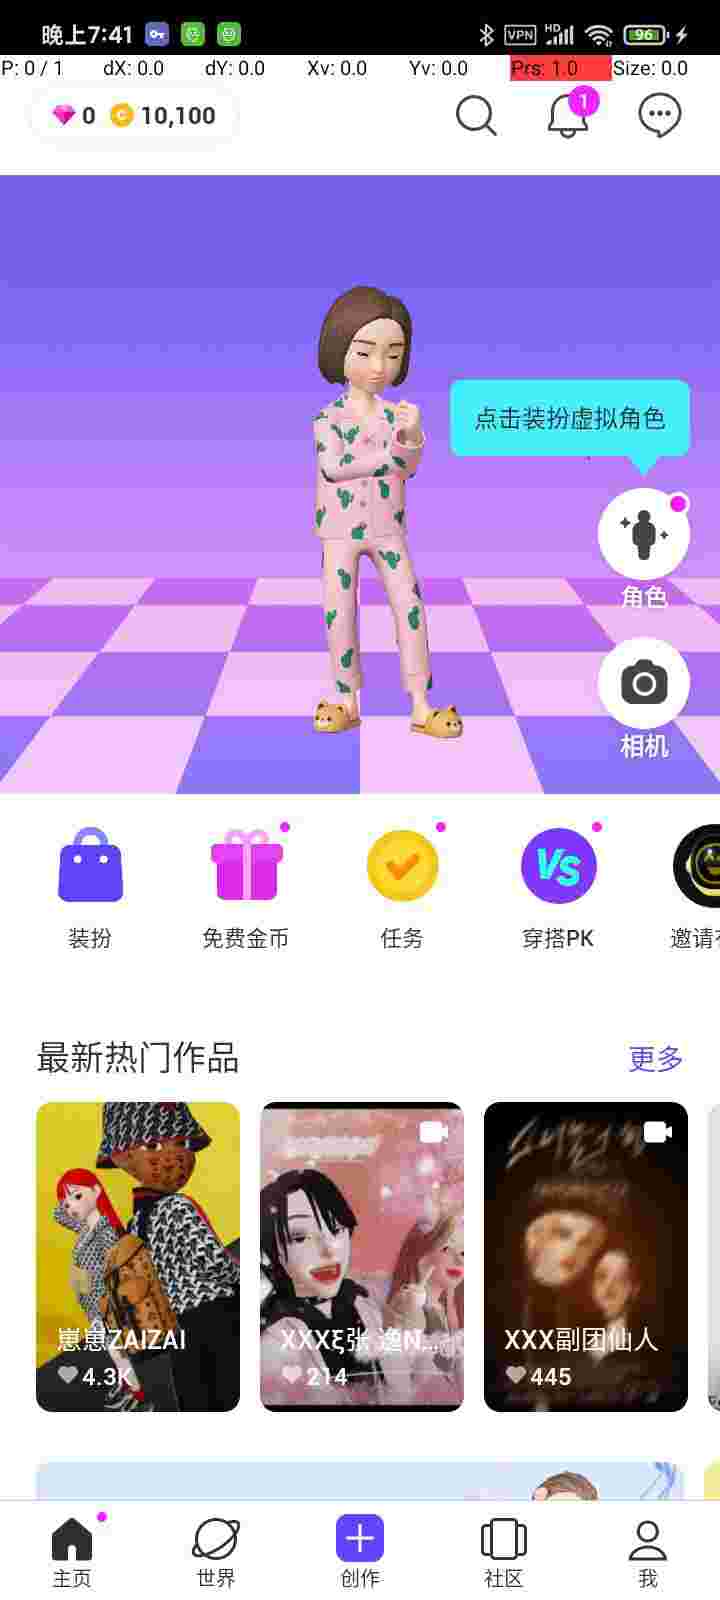 晚上7:41 VPN HD 96
P: 0 / 1 dX: 0.0 dY: 0.0 Xv: 0.0 Yv: 0.0 Prs: 1.0 Size: 0.0
0 10,100 1
点击装扮虚拟角色
角色
相机
VS
装扮 免费金币 任务 穿搭PK 邀请
最新热门作品 更多
崽崽ZAIZAI XXXξ张 逸N... XXX副团仙人
4.3K 214 445
主页 世界 创作 社区 我